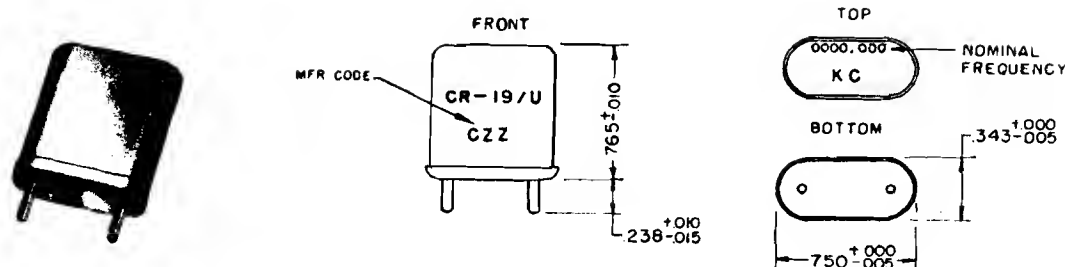 FRONT
MFR CODE
CR-19/U
CZZ
765±.010
.238+.010-.015
TOP
0000.000
KC
NOMINAL
FREQUENCY
BOTTOM
.343+.000-.005
.750+.000-.005